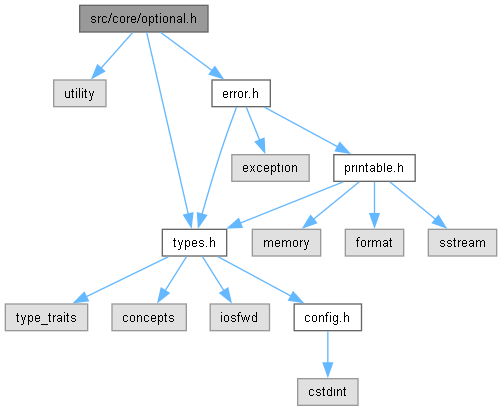 src/core/optional.h
utility
error.h
exception
printable.h
types.h
memory
format
sstream
type_traits
concepts
iosfwd
config.h
cstdint